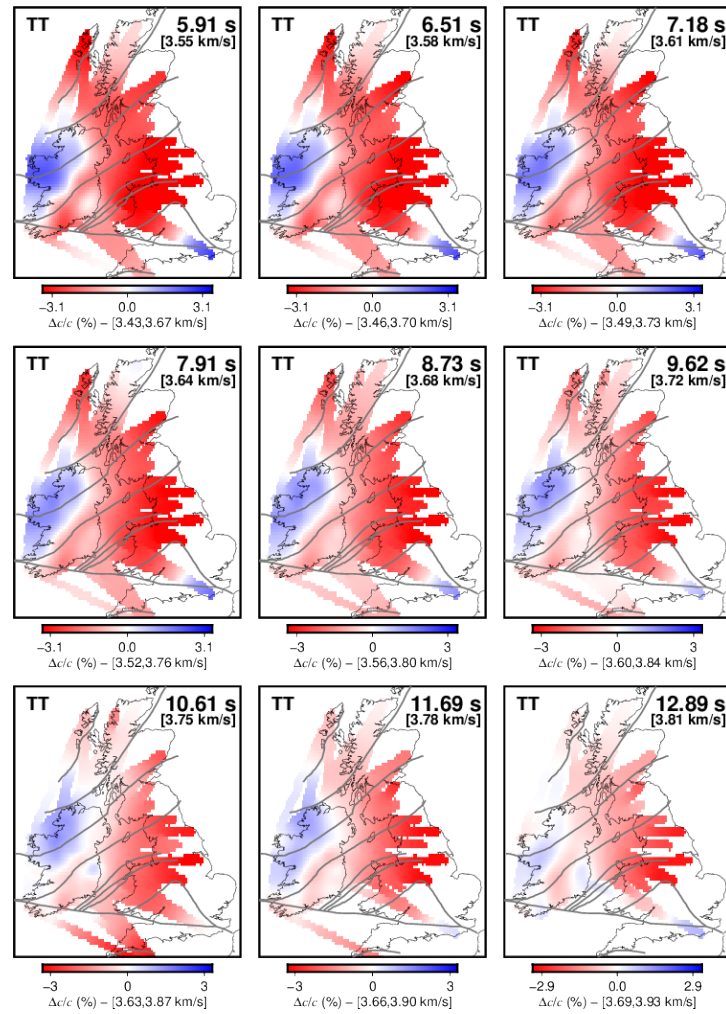 TT 5.91 s
[3.55 km/s]
−3.1 0.0 3.1
Δc/c (%) − [3.43,3.67 km/s]
TT 6.51 s
[3.58 km/s]
−3.1 0.0 3.1
Δc/c (%) − [3.46,3.70 km/s]
TT 7.18 s
[3.61 km/s]
−3.1 0.0 3.1
Δc/c (%) − [3.49,3.73 km/s]
TT 7.91 s
[3.64 km/s]
−3.1 0.0 3.1
Δc/c (%) − [3.52,3.76 km/s]
TT 8.73 s
[3.68 km/s]
−3 0 3
Δc/c (%) − [3.56,3.80 km/s]
TT 9.62 s
[3.72 km/s]
−3 0 3
Δc/c (%) − [3.60,3.84 km/s]
TT 10.61 s
[3.75 km/s]
−3 0 3
Δc/c (%) − [3.63,3.87 km/s]
TT 11.69 s
[3.78 km/s]
−3 0 3
Δc/c (%) − [3.66,3.90 km/s]
TT 12.89 s
[3.81 km/s]
−2.9 0.0 2.9
Δc/c (%) − [3.69,3.93 km/s]